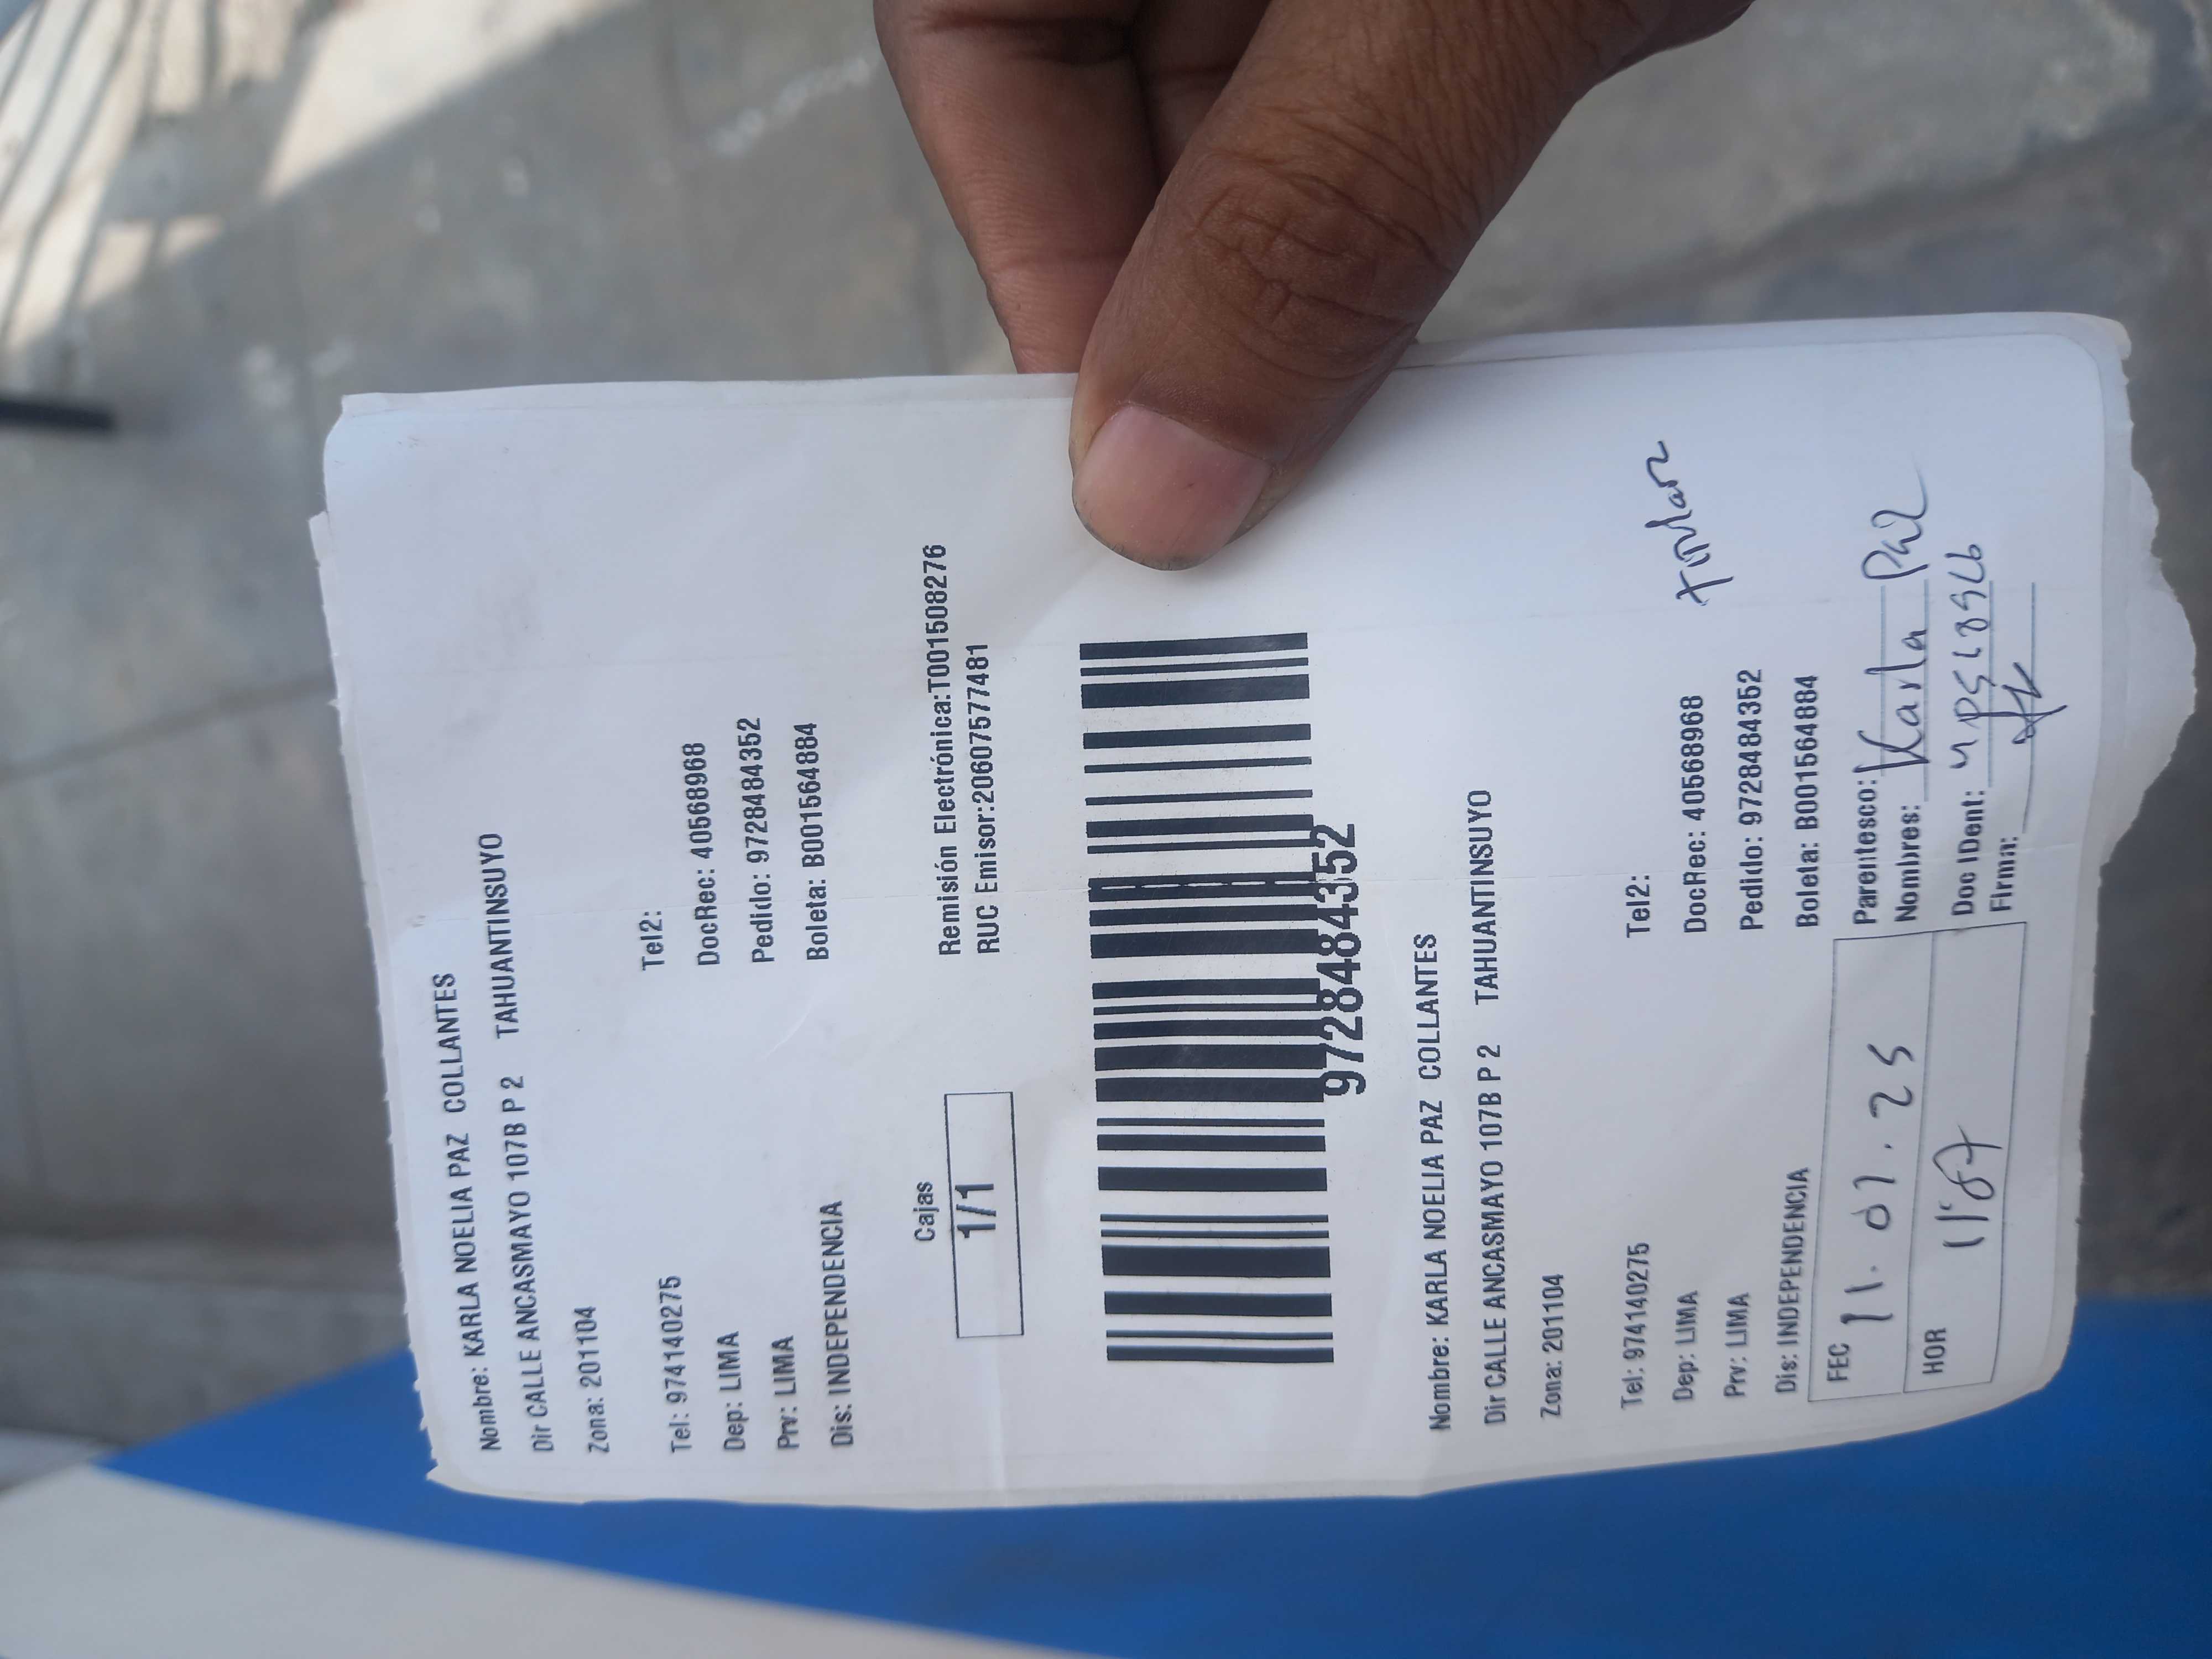 Nombre: KARLA NOELIA PAZ COLLANTES
Dir CALLE ANCASMAYO 107B P 2 TAHUANTINSUYO
Zona: 201104
Tel: 974140275 Tel2:
Dep: LIMA DocRec: 40568968
Prv: LIMA Pedido: 9728484352
Dis: INDEPENDENCIA Boleta: B001564884
Cajas
1/1
Remisión Electrónica:T001508276
RUC Emisor:20607577481
9728484352
Nombre: KARLA NOELIA PAZ COLLANTES
Dir CALLE ANCASMAYO 107B P 2 TAHUANTINSUYO
Zona: 201104
Tel: 974140275 Tel2:
Dep: LIMA DocRec: 40568968
Prv: LIMA Pedido: 97284484352
Dis: INDEPENDENCIA Boleta: B001564884
titular
FEC 11.07.25
HOR
Parentesco:
Nombres: Karla Paz
Doc IDent:
Firma: